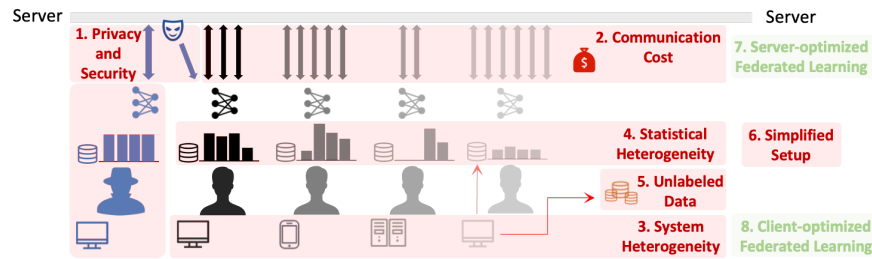 Server
Server
1. Privacy
and
Security
2. Communication
Cost
$
7. Server-optimized
Federated Learning
4. Statistical
Heterogeneity
6. Simplified
Setup
5. Unlabeled
Data
3. System
Heterogeneity
8. Client-optimized
Federated Learning